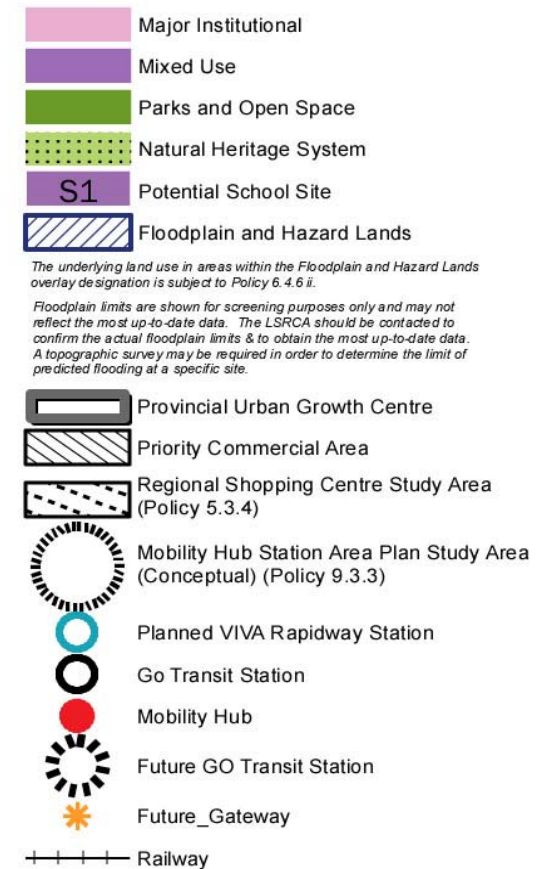 Major Institutional
Mixed Use
Parks and Open Space
Natural Heritage System
S1 Potential School Site
Floodplain and Hazard Lands
The underlying land use in areas within the Floodplain and Hazard Lands
overlay designation is subject to Policy 6.4.6 ii.
Floodplain limits are shown for screening purposes only and may not
reflect the most up-to-date data. The LSRCA should be contacted to
confirm the actual floodplain limits & to obtain the most up-to-date data.
A topographic survey may be required in order to determine the limit of
predicted flooding at a specific site.
Provincial Urban Growth Centre
Priority Commercial Area
Regional Shopping Centre Study Area
(Policy 5.3.4)
Mobility Hub Station Area Plan Study Area
(Conceptual) (Policy 9.3.3)
Planned VIVA Rapidway Station
Go Transit Station
Mobility Hub
Future GO Transit Station
Future_Gateway
Railway